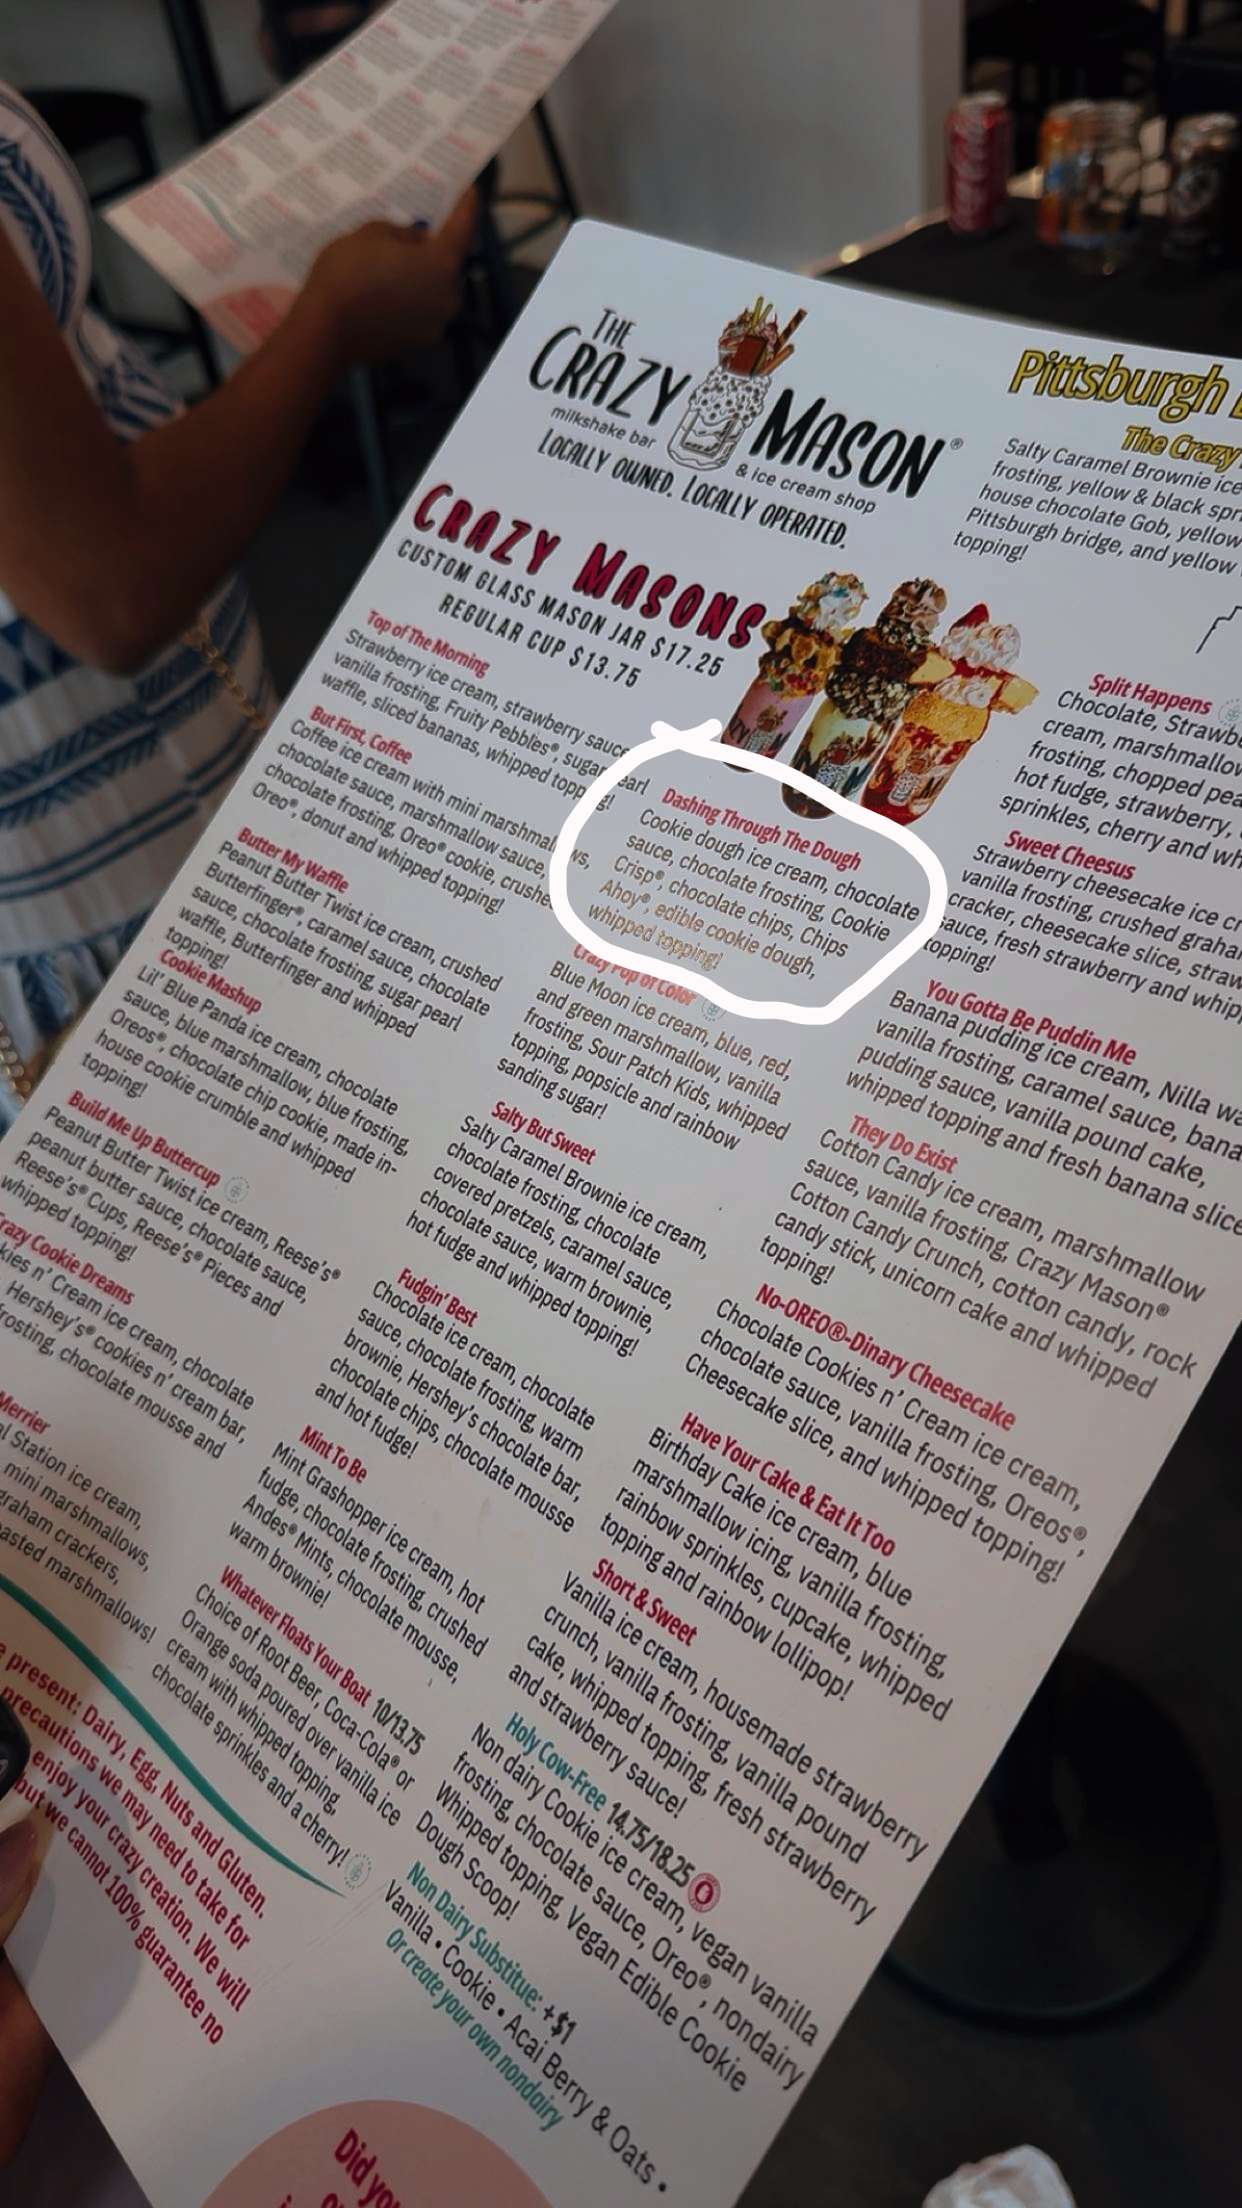 THE
CRAZY
MASON®
milkshake bar
& ice cream shop
LOCALLY OWNED. LOCALLY OPERATED.
CRAZY MASONS
CUSTOM GLASS MASON JAR $17.25
REGULAR CUP $13.75
Top of The Morning
Strawberry ice cream, strawberry sauce
vanilla frosting, Fruity Pebbles®, sugar pearl
waffle, sliced bananas, whipped topping!
But First, Coffee
Coffee ice cream with mini marshmallows,
chocolate sauce, marshmallow sauce,
chocolate frosting, Oreo® cookie, crushed
Oreo®, donut and whipped topping!
Butter My Waffle
Peanut Butter Twist ice cream, crushed
Butterfinger®, caramel sauce, chocolate
sauce, chocolate frosting, sugar pearl
waffle, Butterfinger and whipped
topping!
Cookie Mashup
Lil' Blue Panda ice cream, chocolate
sauce, blue marshmallow, blue frosting,
Oreos®, chocolate chip cookie, made in-
house cookie crumble and whipped
topping!
Build Me Up Buttercup
Peanut Butter Twist ice cream, Reese's®
peanut butter sauce, chocolate sauce,
Reese's® Cups, Reese's® Pieces and
whipped topping!
Crazy Cookie Dreams
n' Cream ice cream, chocolate
Hershey's® cookies n' cream bar,
frosting, chocolate mousse and
Merrier
Station ice cream,
mini marshmallows,
graham crackers,
marshmallows!
present: Dairy, Egg, Nuts and Gluten.
precautions we may need to take for
enjoy your crazy creation. We will
but we cannot 100% guarantee no
Dashing Through The Dough
Cookie dough ice cream, chocolate
sauce, chocolate frosting, Cookie
Crisp®, chocolate chips, Chips
Ahoy®, edible cookie dough,
whipped topping!
Crazy Pop of Color
Blue Moon ice cream, blue, red,
and green marshmallow, vanilla
frosting, Sour Patch Kids, whipped
topping, popsicle and rainbow
sanding sugar!
Salty But Sweet
Salty Caramel Brownie ice cream,
chocolate frosting, chocolate
covered pretzels, caramel sauce,
chocolate sauce, warm brownie,
hot fudge and whipped topping!
Fudgin' Best
Chocolate ice cream, chocolate
sauce, chocolate frosting, warm
brownie, Hershey's chocolate bar,
chocolate chips, chocolate mousse
and hot fudge!
Mint To Be
Mint Grashopper ice cream, hot
fudge, chocolate frosting, crushed
Andes® Mints, chocolate mousse,
warm brownie!
Whatever Floats Your Boat 10/13.75
Choice of Root Beer, Coca-Cola® or
Orange soda poured over vanilla ice
cream with whipped topping,
chocolate sprinkles and a cherry!
Pittsburgh
The Crazy
Salty Caramel Brownie ice
frosting, yellow & black
house chocolate Gob, yellow
Pittsburgh bridge, and yellow
topping!
Split Happens
Chocolate,
cream, marshmallow
frosting, chopped
hot fudge, strawberry,
sprinkles, cherry and
Sweet Cheesus
Strawberry cheesecake ice
vanilla frosting, crushed graham
cracker, cheesecake slice,
sauce, fresh strawberry and
topping!
You Gotta Be Puddin Me
Banana pudding ice cream, Nilla
vanilla frosting, caramel sauce,
pudding sauce, vanilla pound cake,
whipped topping and fresh banana
They Do Exist
Cotton Candy ice cream, marshmallow
sauce, vanilla frosting, Crazy Mason®
Cotton Candy Crunch, cotton candy, rock
candy stick, unicorn cake and whipped
topping!
No-OREO®-Dinary Cheesecake
Chocolate Cookies n' Cream ice cream,
chocolate sauce, vanilla frosting, Oreos®,
Cheesecake slice, and whipped topping!
Have Your Cake & Eat It Too
Birthday Cake ice cream, blue
marshmallow icing, vanilla frosting,
rainbow sprinkles, cupcake, whipped
topping and rainbow lollipop!
Short & Sweet
Vanilla ice cream, housemade strawberry
crunch, vanilla frosting, vanilla pound
cake, whipped topping, fresh strawberry
and strawberry sauce!
Holy Cow-Free 14.75/18.25
Non dairy Cookie ice cream, vegan vanilla
frosting, chocolate sauce, Oreo®, nondairy
Whipped topping, Vegan Edible Cookie
Dough Scoop!
Non Dairy Substitue: +$1
Vanilla • Cookie • Acai Berry & Oats •
Or create your own nondairy
Did you